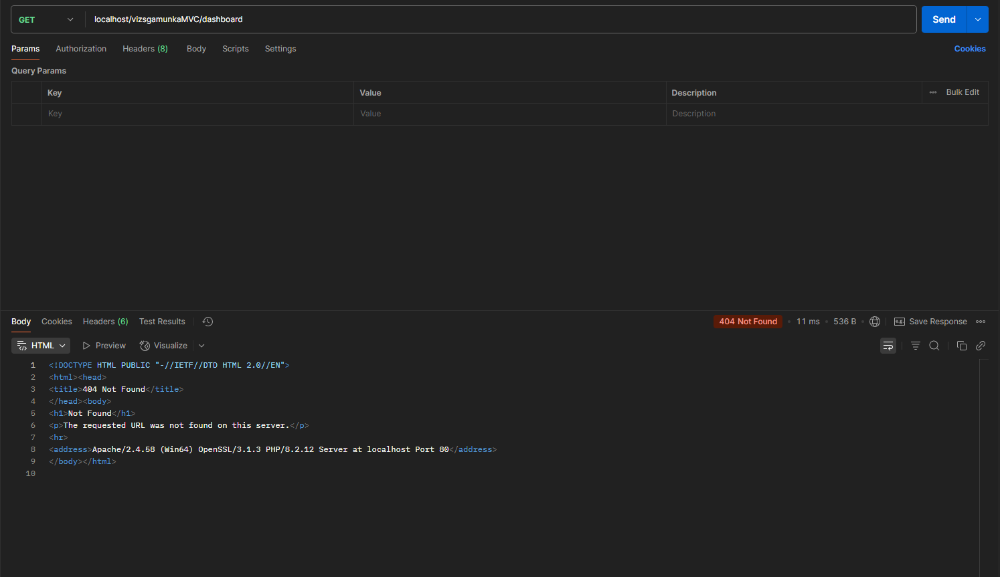 GET localhost/vizsgamunkaMVC/dashboard Send
Params Authorization Headers (8) Body Scripts Settings Cookies
Query Params
Key Value Description Bulk Edit
Key Value Description
Body Cookies Headers (6) Test Results 404 Not Found 11 ms 536 B e.g. Save Response
HTML Preview Visualize
1 <!DOCTYPE HTML PUBLIC "-//IETF//DTD HTML 2.0//EN">
2 <html><head>
3 <title>404 Not Found</title>
4 </head><body>
5 <h1>Not Found</h1>
6 <p>The requested URL was not found on this server.</p>
7 <hr>
8 <address>Apache/2.4.58 (Win64) OpenSSL/3.1.3 PHP/8.2.12 Server at localhost Port 80</address>
9 </body></html>
10